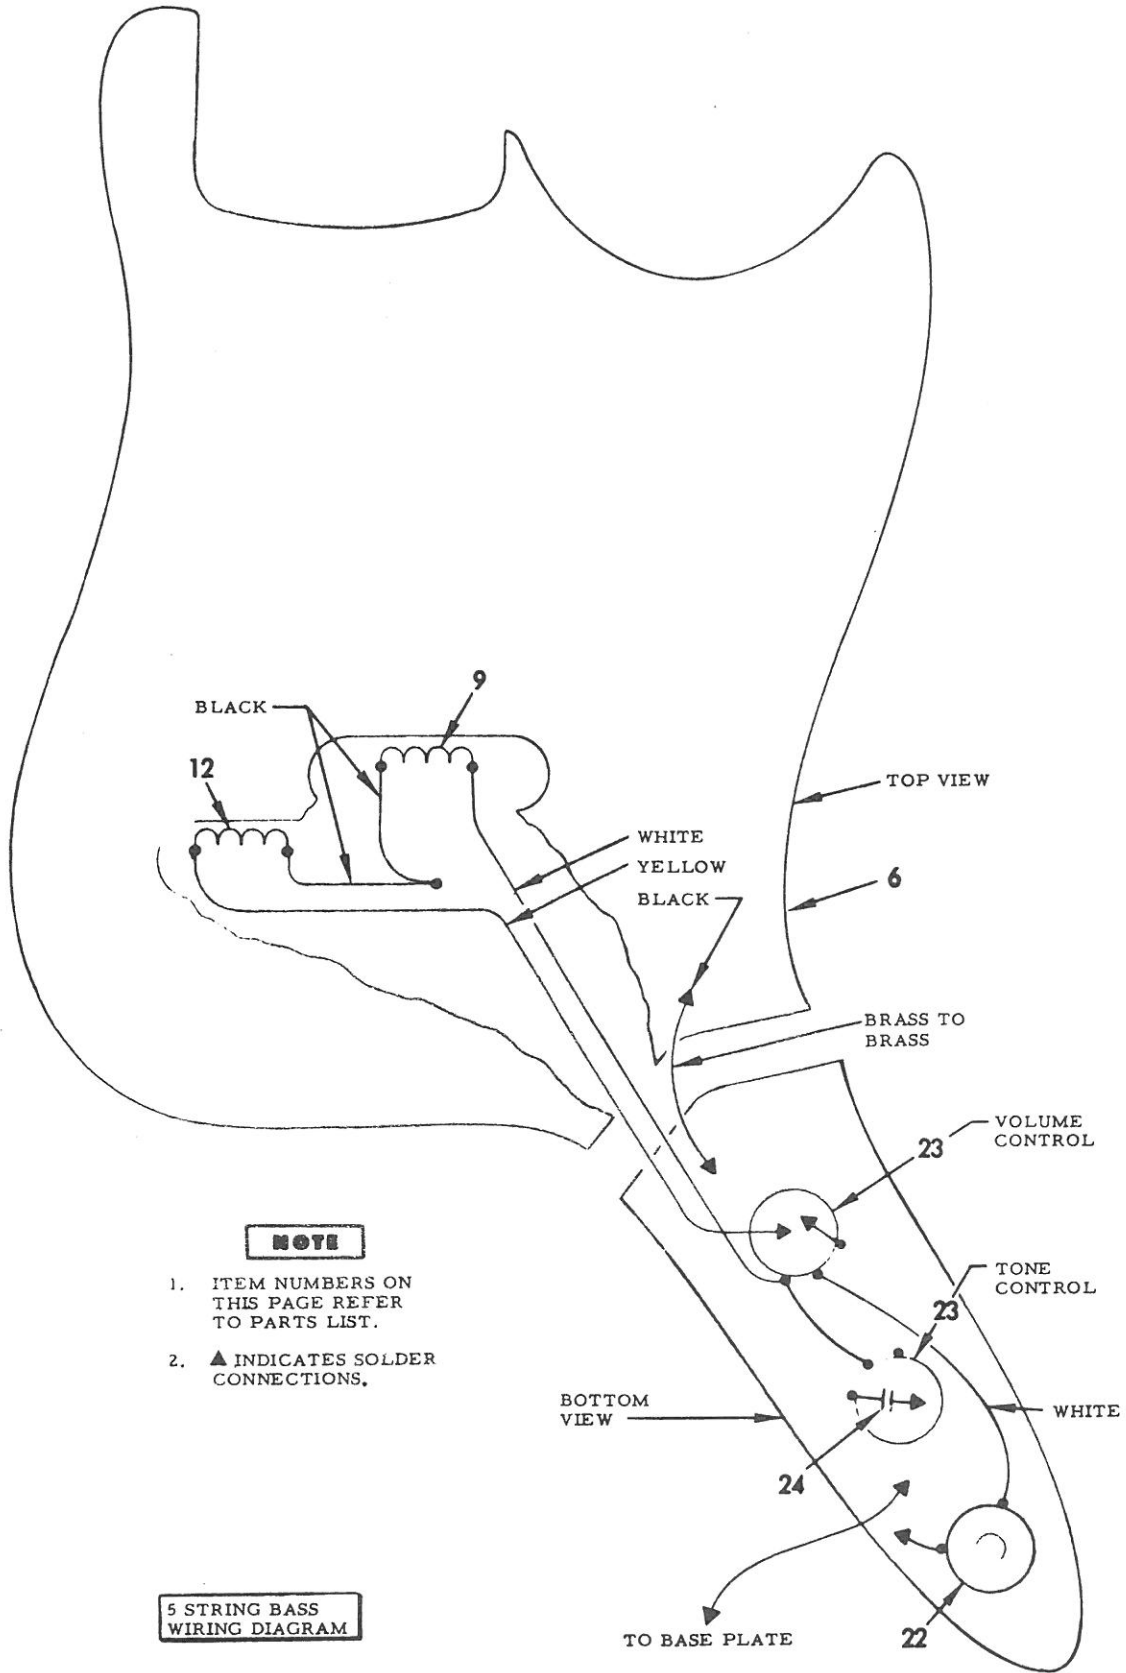 9
BLACK
12
TOP VIEW
WHITE
YELLOW
6
BLACK
BRASS TO
BRASS
VOLUME
CONTROL
23
NOTE
1. ITEM NUMBERS ON
THIS PAGE REFER
TO PARTS LIST.
2. ▲ INDICATES SOLDER
CONNECTIONS.
TONE
CONTROL
23
BOTTOM
VIEW
WHITE
24
5 STRING BASS
WIRING DIAGRAM
TO BASE PLATE
22